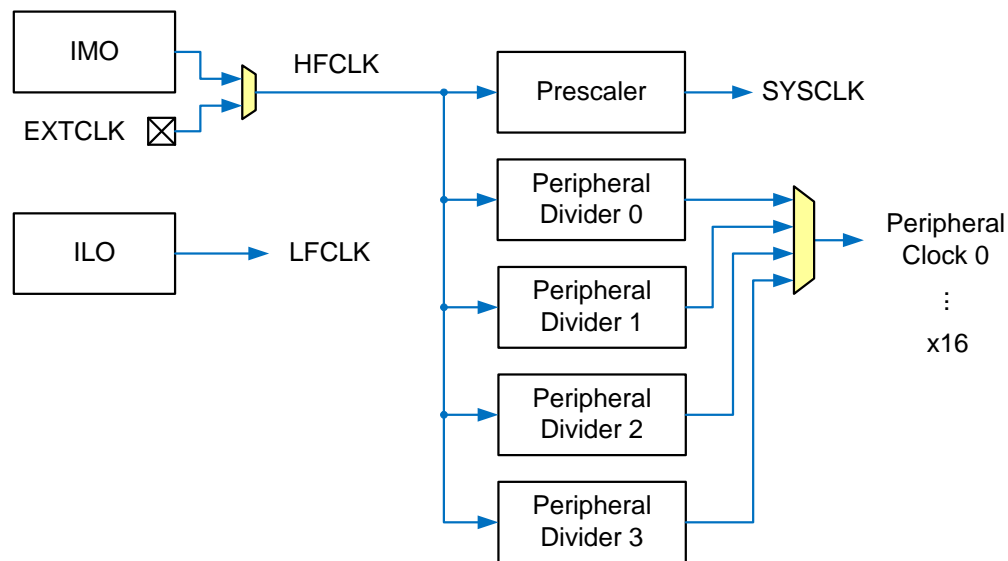 IMO
HFCLK
Prescaler
SYSCLK
EXTCLK
Peripheral
Divider 0
ILO
LFCLK
Peripheral
Clock 0
...
x16
Peripheral
Divider 1
Peripheral
Divider 2
Peripheral
Divider 3